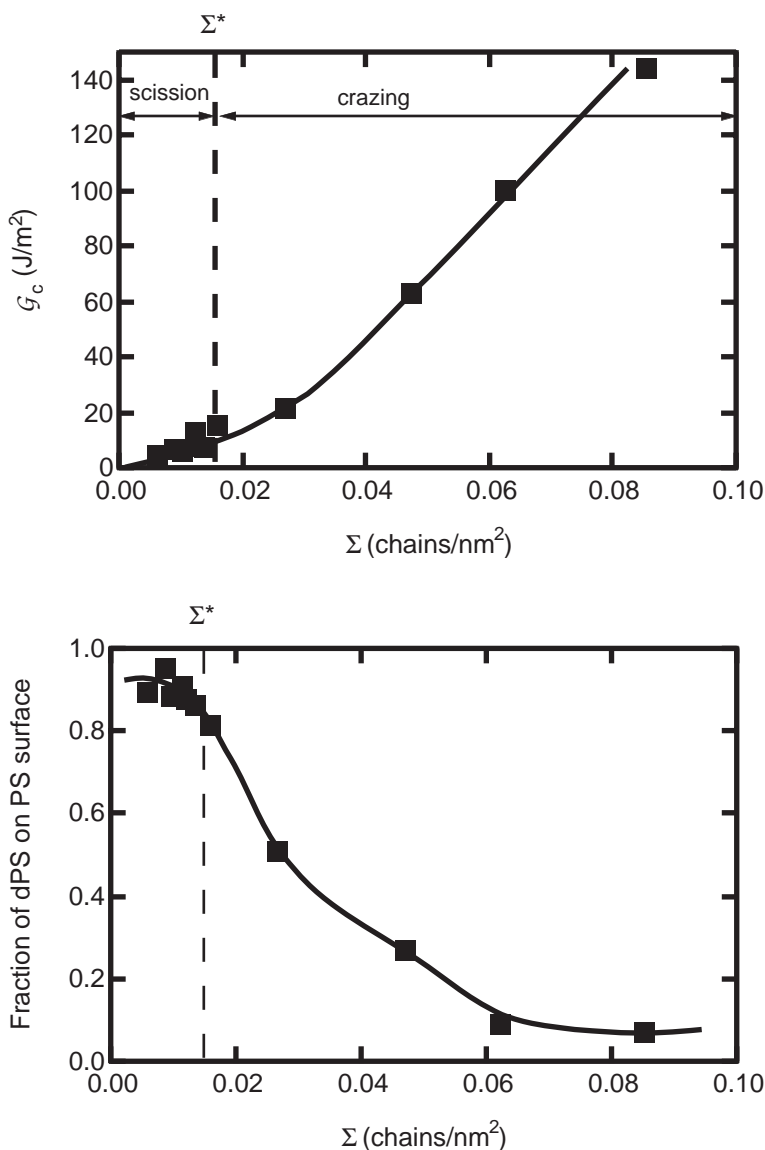 Σ*
140
scission
crazing
120
100
80
60
40
20
0
𝒢c (J/m²)
0.00 0.02 0.04 0.06 0.08 0.10
Σ (chains/nm²)
Σ*
1.0
0.8
0.6
0.4
0.2
0.0
Fraction of dPS on PS surface
0.00 0.02 0.04 0.06 0.08 0.10
Σ (chains/nm²)